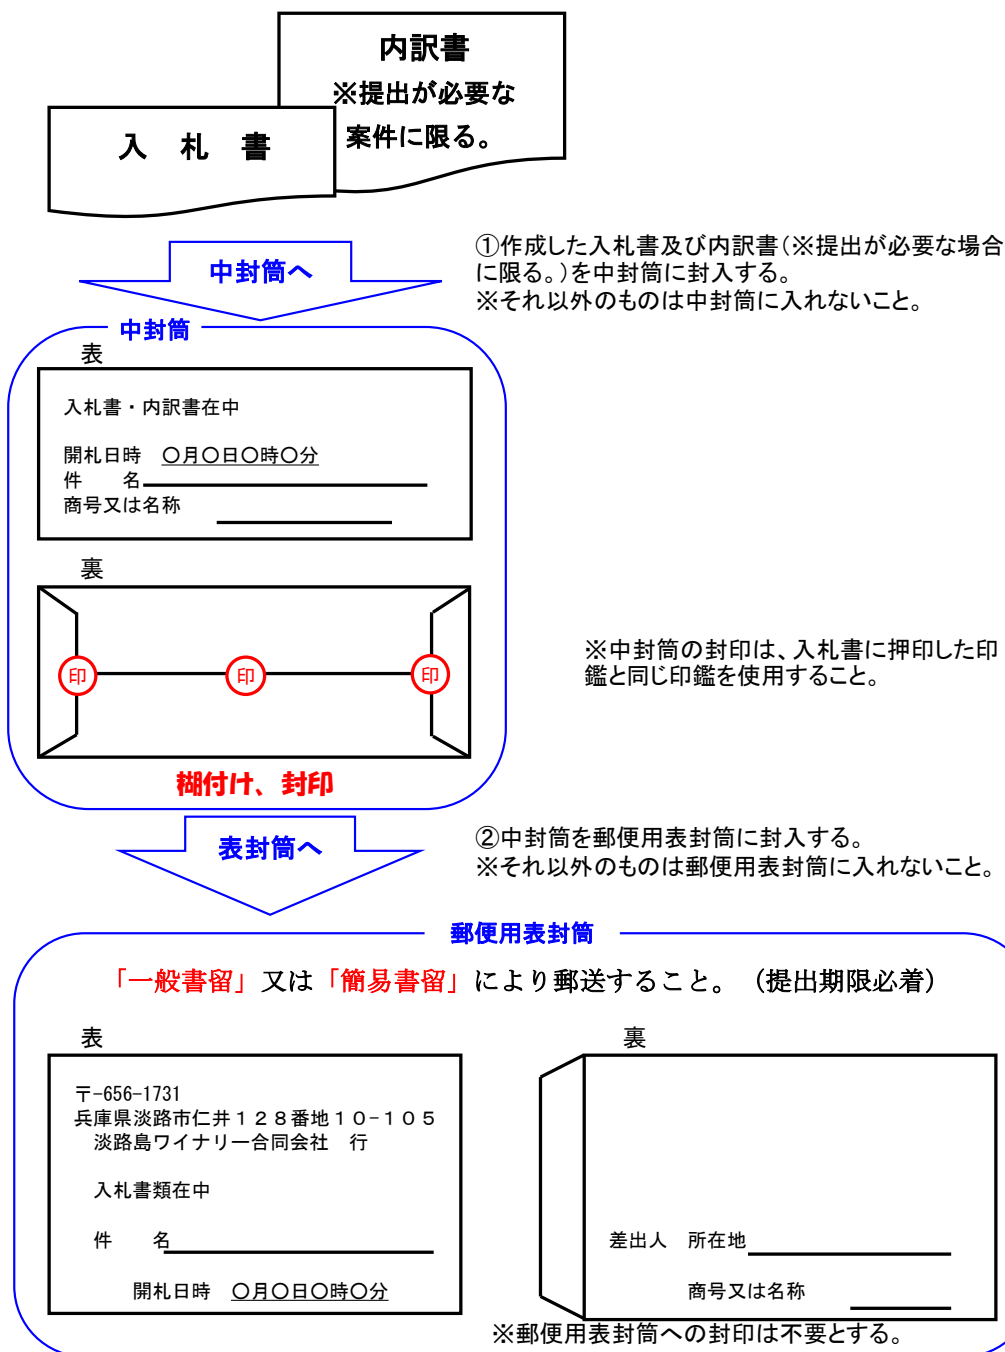 内訳書
※提出が必要な
案件に限る。
入　札　書
中封筒へ
①作成した入札書及び内訳書（※提出が必要な場合
に限る。）を中封筒に封入する。
※それ以外のものは中封筒に入れないこと。
中封筒
表
入札書・内訳書在中
開札日時　〇月〇日〇時〇分
件　　名
商号又は名称
裏
印
印
印
※中封筒の封印は、入札書に押印した印
鑑と同じ印鑑を使用すること。
糊付け、封印
表封筒へ
②中封筒を郵便用表封筒に封入する。
※それ以外のものは郵便用表封筒に入れないこと。
郵便用表封筒
「一般書留」又は「簡易書留」により郵送すること。（提出期限必着）
表
〒-656-1731
兵庫県淡路市仁井１２８番地１０−１０５
淡路島ワイナリー合同会社　行
入札書類在中
件　　名
開札日時　〇月〇日〇時〇分
裏
差出人　所在地
商号又は名称
※郵便用表封筒への封印は不要とする。